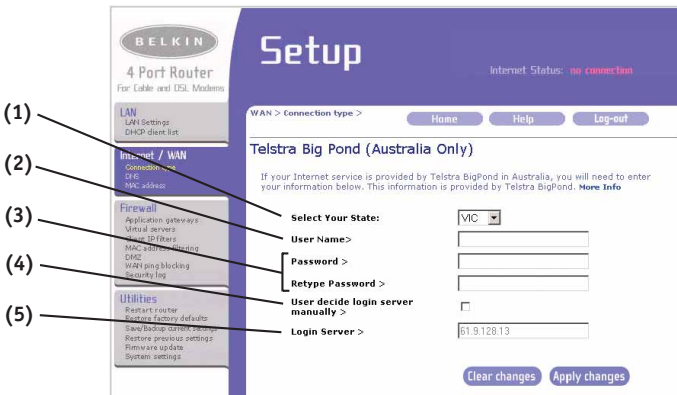 BELKIN
4 Port Router
For Cable and DSL Modems
Setup
Internet Status: no connection
LAN
LAN Settings
DHCP client list
Internet / WAN
Connection type
DNS
MAC address
Firewall
Application gateways
Virtual servers
Client IP filters
MAC address filtering
DMZ
WAN ping blocking
Security log
Utilities
Restart router
Restore factory defaults
Save/Backup current settings
Restore previous settings
Firmware update
System settings
WAN > Connection type >
Home
Help
Log-out
Telstra Big Pond (Australia Only)
If your Internet service is provided by Telstra BigPond in Australia, you will need to enter
your information below. This information is provided by Telstra BigPond. More Info
(1)
Select Your State:
VIC
(2)
User Name>
(3)
Password >
Retype Password >
(4)
User decide login server
manually >
(5)
Login Server >
61.9.128.13
Clear changes
Apply changes